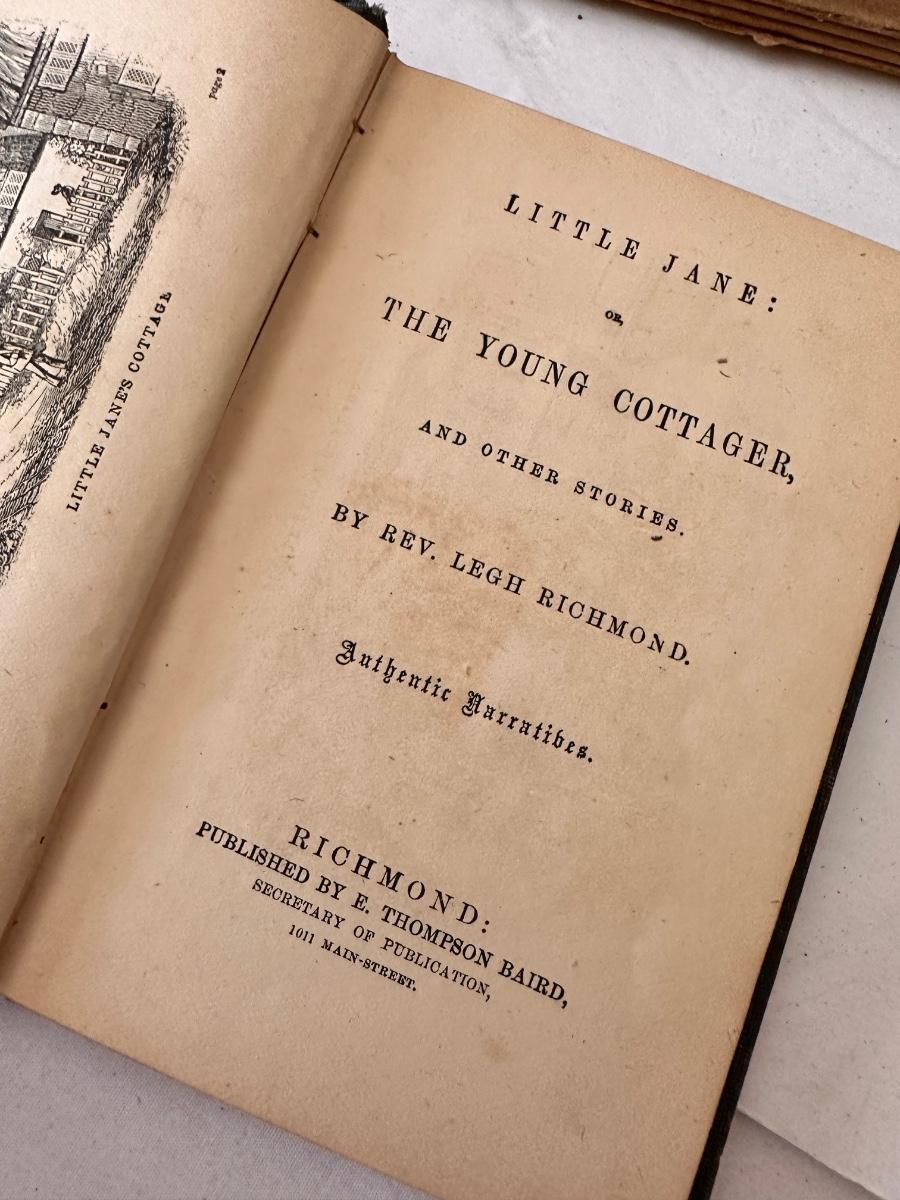 page 2
LITTLE JANE'S COTTAGE
LITTLE JANE:
OR,
THE YOUNG COTTAGER,
AND OTHER STORIES.
BY REV. LEGH RICHMOND.
Authentic Narratives.
RICHMOND:
PUBLISHED BY E. THOMPSON BAIRD,
SECRETARY OF PUBLICATION,
1011 MAIN-STREET.